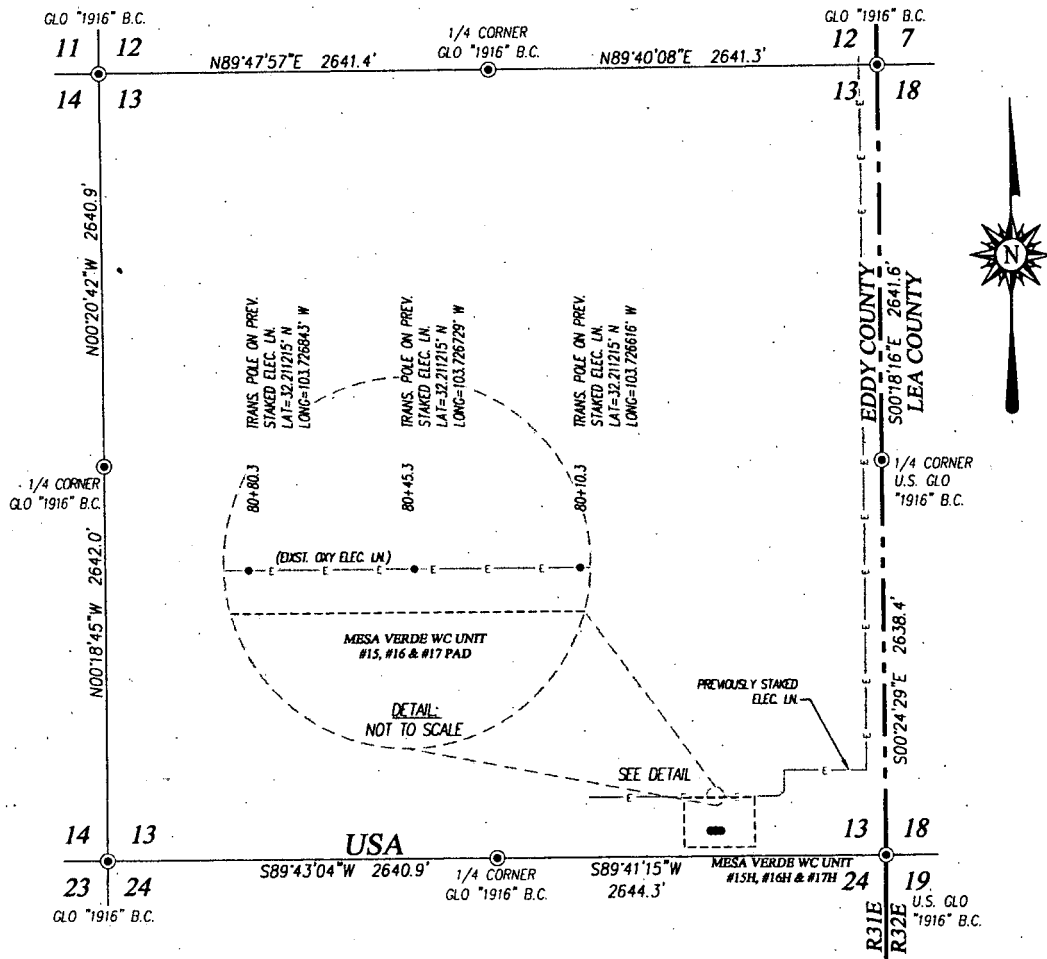 GLO "1916" B.C.
11 12
14 13
N89°47'57"E 2641.4'
1/4 CORNER
GLO "1916" B.C.
N89°40'08"E 2641.3'
GLO "1916" B.C.
12 7
13 18
N00°20'42"W 2640.9'
1/4 CORNER
GLO "1916" B.C.
N00°18'45"W 2642.0'
TRANS. POLE ON PREV.
STAKED ELEC. LN.
LAT=32.211215° N
LONG=103.726843° W
80+80.3
TRANS. POLE ON PREV.
STAKED ELEC. LN.
LAT=32.211215° N
LONG=103.726729° W
80+45.3
TRANS. POLE ON PREV.
STAKED ELEC. LN.
LAT=32.211215° N
LONG=103.726616° W
80+10.3
E E E E E E
(EXIST. OXY ELEC. LN.)
MESA VERDE WC UNIT
#15, #16 & #17 PAD
DETAIL:
NOT TO SCALE
SEE DETAIL
PREVIOUSLY STAKED
ELEC. LN.
E E E E
E E E E E E E E
EDDY COUNTY
LEA COUNTY
S00°18'16"E 2641.6'
N
1/4 CORNER
U.S. GLO
"1916" B.C.
S00°24'29"E 2638.4'
14 13
23 24
GLO "1916" B.C.
USA
S89°43'04"W 2640.9'
1/4 CORNER
GLO "1916" B.C.
S89°41'15"W
2644.3'
MESA VERDE WC UNIT
#15H, #16H & #17H
13 18
24 19
U.S. GLO
"1916" B.C.
R31E
R32E